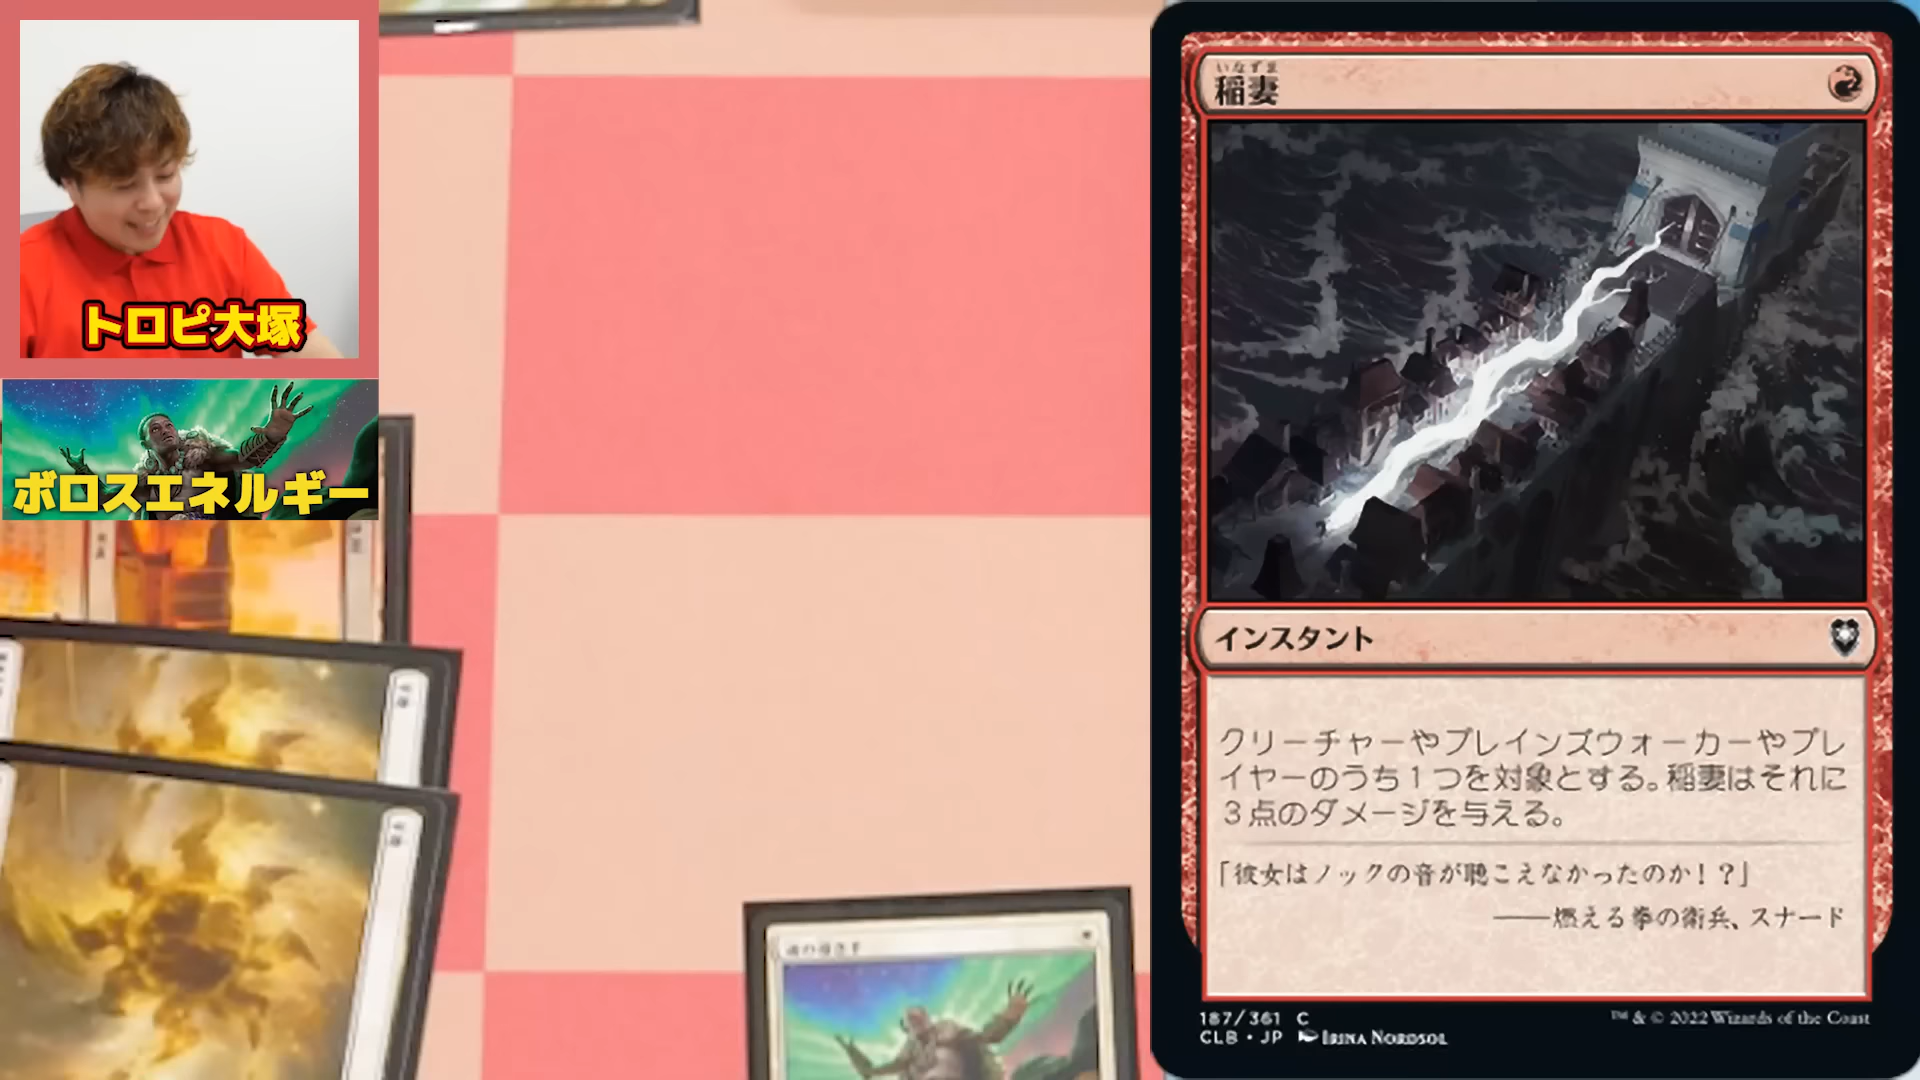 トロピ大塚
ボロスエネルギー
いなずま
稲妻
インスタント
クリーチャーやプレインズウォーカーやプレ
イヤーのうち1つを対象とする。稲妻はそれに
3点のダメージを与える。
「彼女はノックの音が聴こえなかったのか!?」
——燃える拳の衛兵、スナード
187/361 C
CLB・JP IRINA NORDSOL
™ & © 2022 Wizards of the Coast
魂の導き手